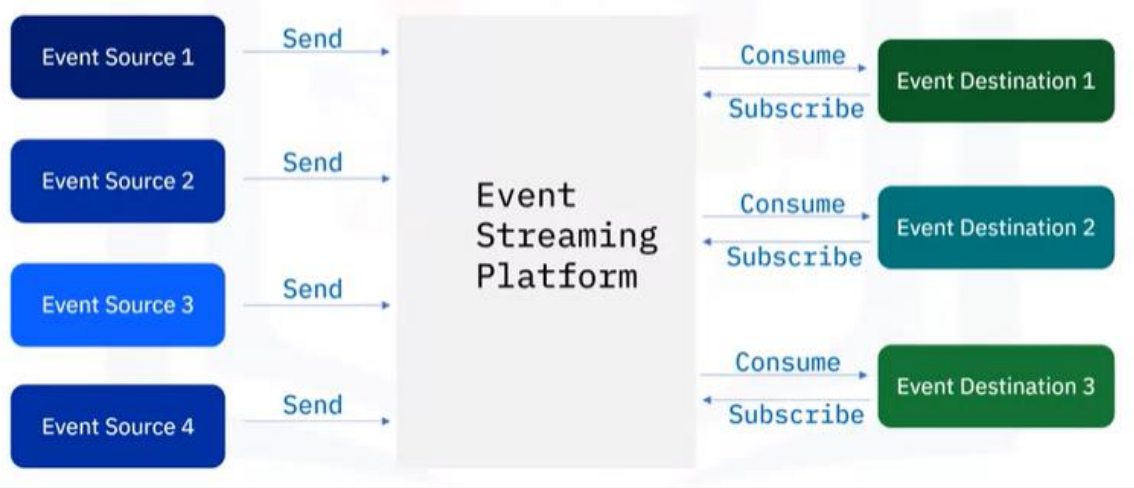 Event Source 1
Send
Event Source 2
Send
Event Source 3
Send
Event Source 4
Send
Event
Streaming
Platform
Consume
Subscribe
Event Destination 1
Consume
Subscribe
Event Destination 2
Consume
Subscribe
Event Destination 3